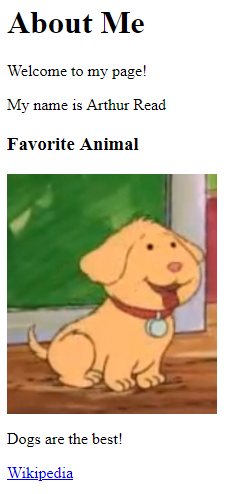 About Me
Welcome to my page!
My name is Arthur Read
Favorite Animal
Dogs are the best!
Wikipedia